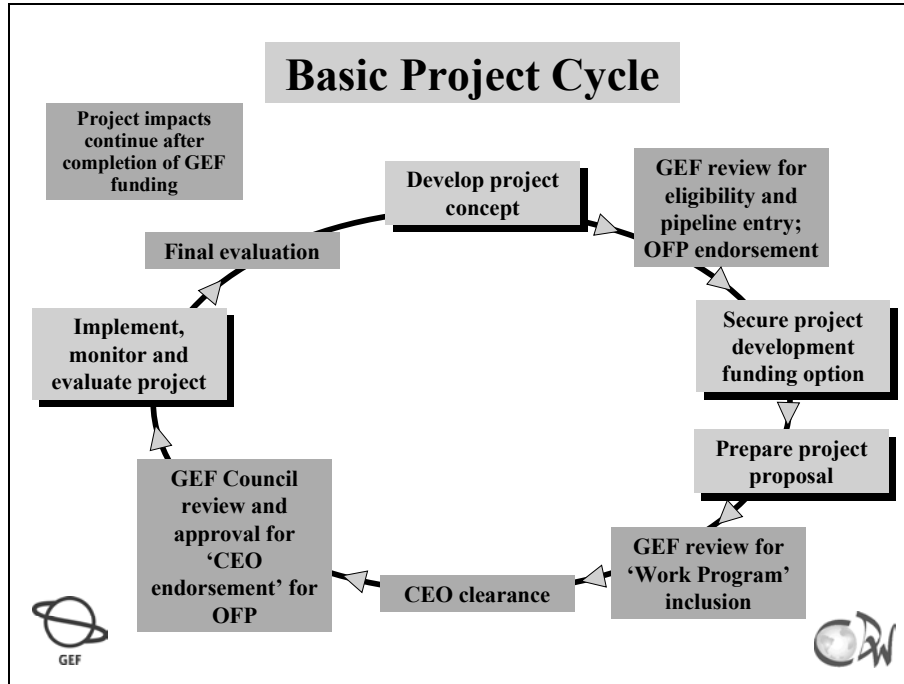 Basic Project Cycle
Project impacts
continue after
completion of GEF
funding
Develop project
concept
GEF review for
eligibility and
pipeline entry;
OFP endorsement
Final evaluation
Implement,
monitor and
evaluate project
Secure project
development
funding option
Prepare project
proposal
GEF Council
review and
approval for
‘CEO
endorsement’ for
OFP
GEF review for
‘Work Program’
inclusion
CEO clearance
GEF